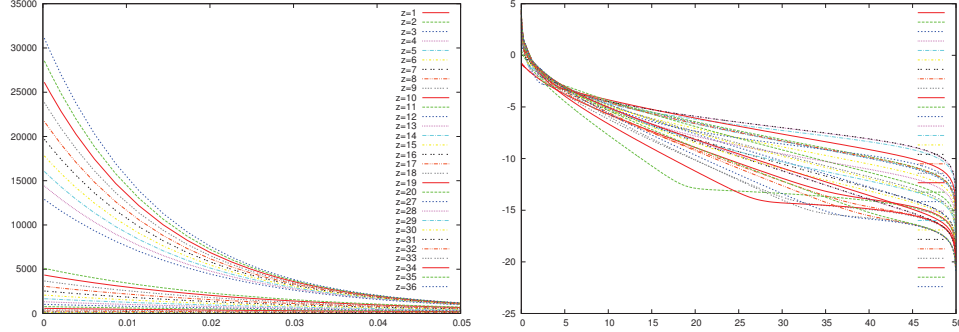 35000
30000
25000
20000
15000
10000
5000
0
0
0.01
0.02
0.03
0.04
0.05
z=1
z=2
z=3
z=4
z=5
z=6
z=7
z=8
z=9
z=10
z=11
z=12
z=13
z=14
z=15
z=16
z=17
z=18
z=19
z=20
z=27
z=28
z=29
z=30
z=31
z=32
z=33
z=34
z=35
z=36
5
0
-5
-10
-15
-20
-25
0
5
10
15
20
25
30
35
40
45
50